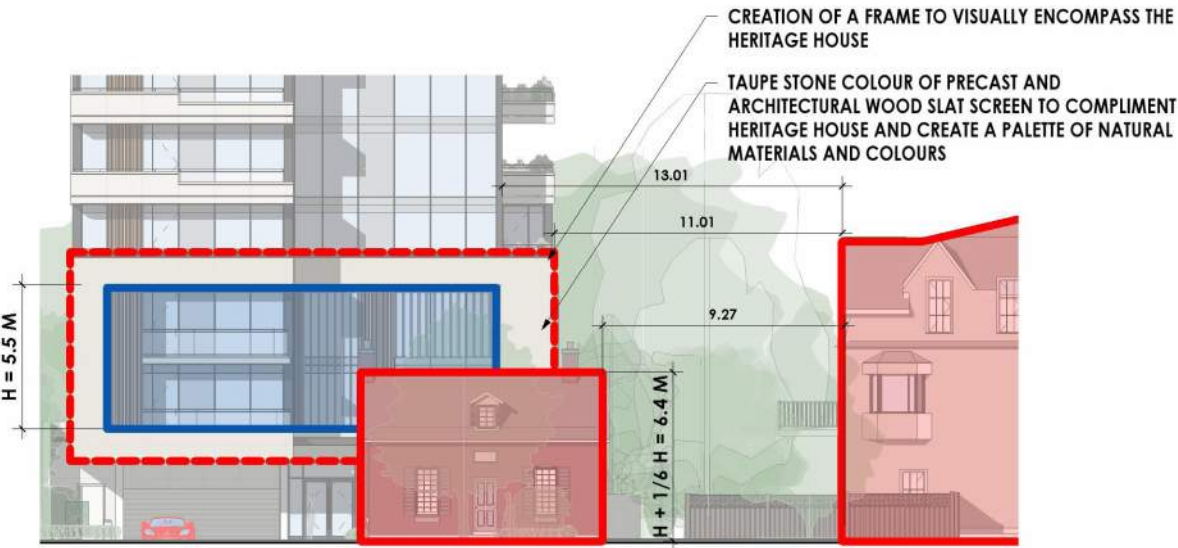 CREATION OF A FRAME TO VISUALLY ENCOMPASS THE
HERITAGE HOUSE
TAUPE STONE COLOUR OF PRECAST AND
ARCHITECTURAL WOOD SLAT SCREEN TO COMPLIMENT
HERITAGE HOUSE AND CREATE A PALETTE OF NATURAL
MATERIALS AND COLOURS
13.01
11.01
9.27
H = 5.5 M
H + 1/6 H = 6.4 M